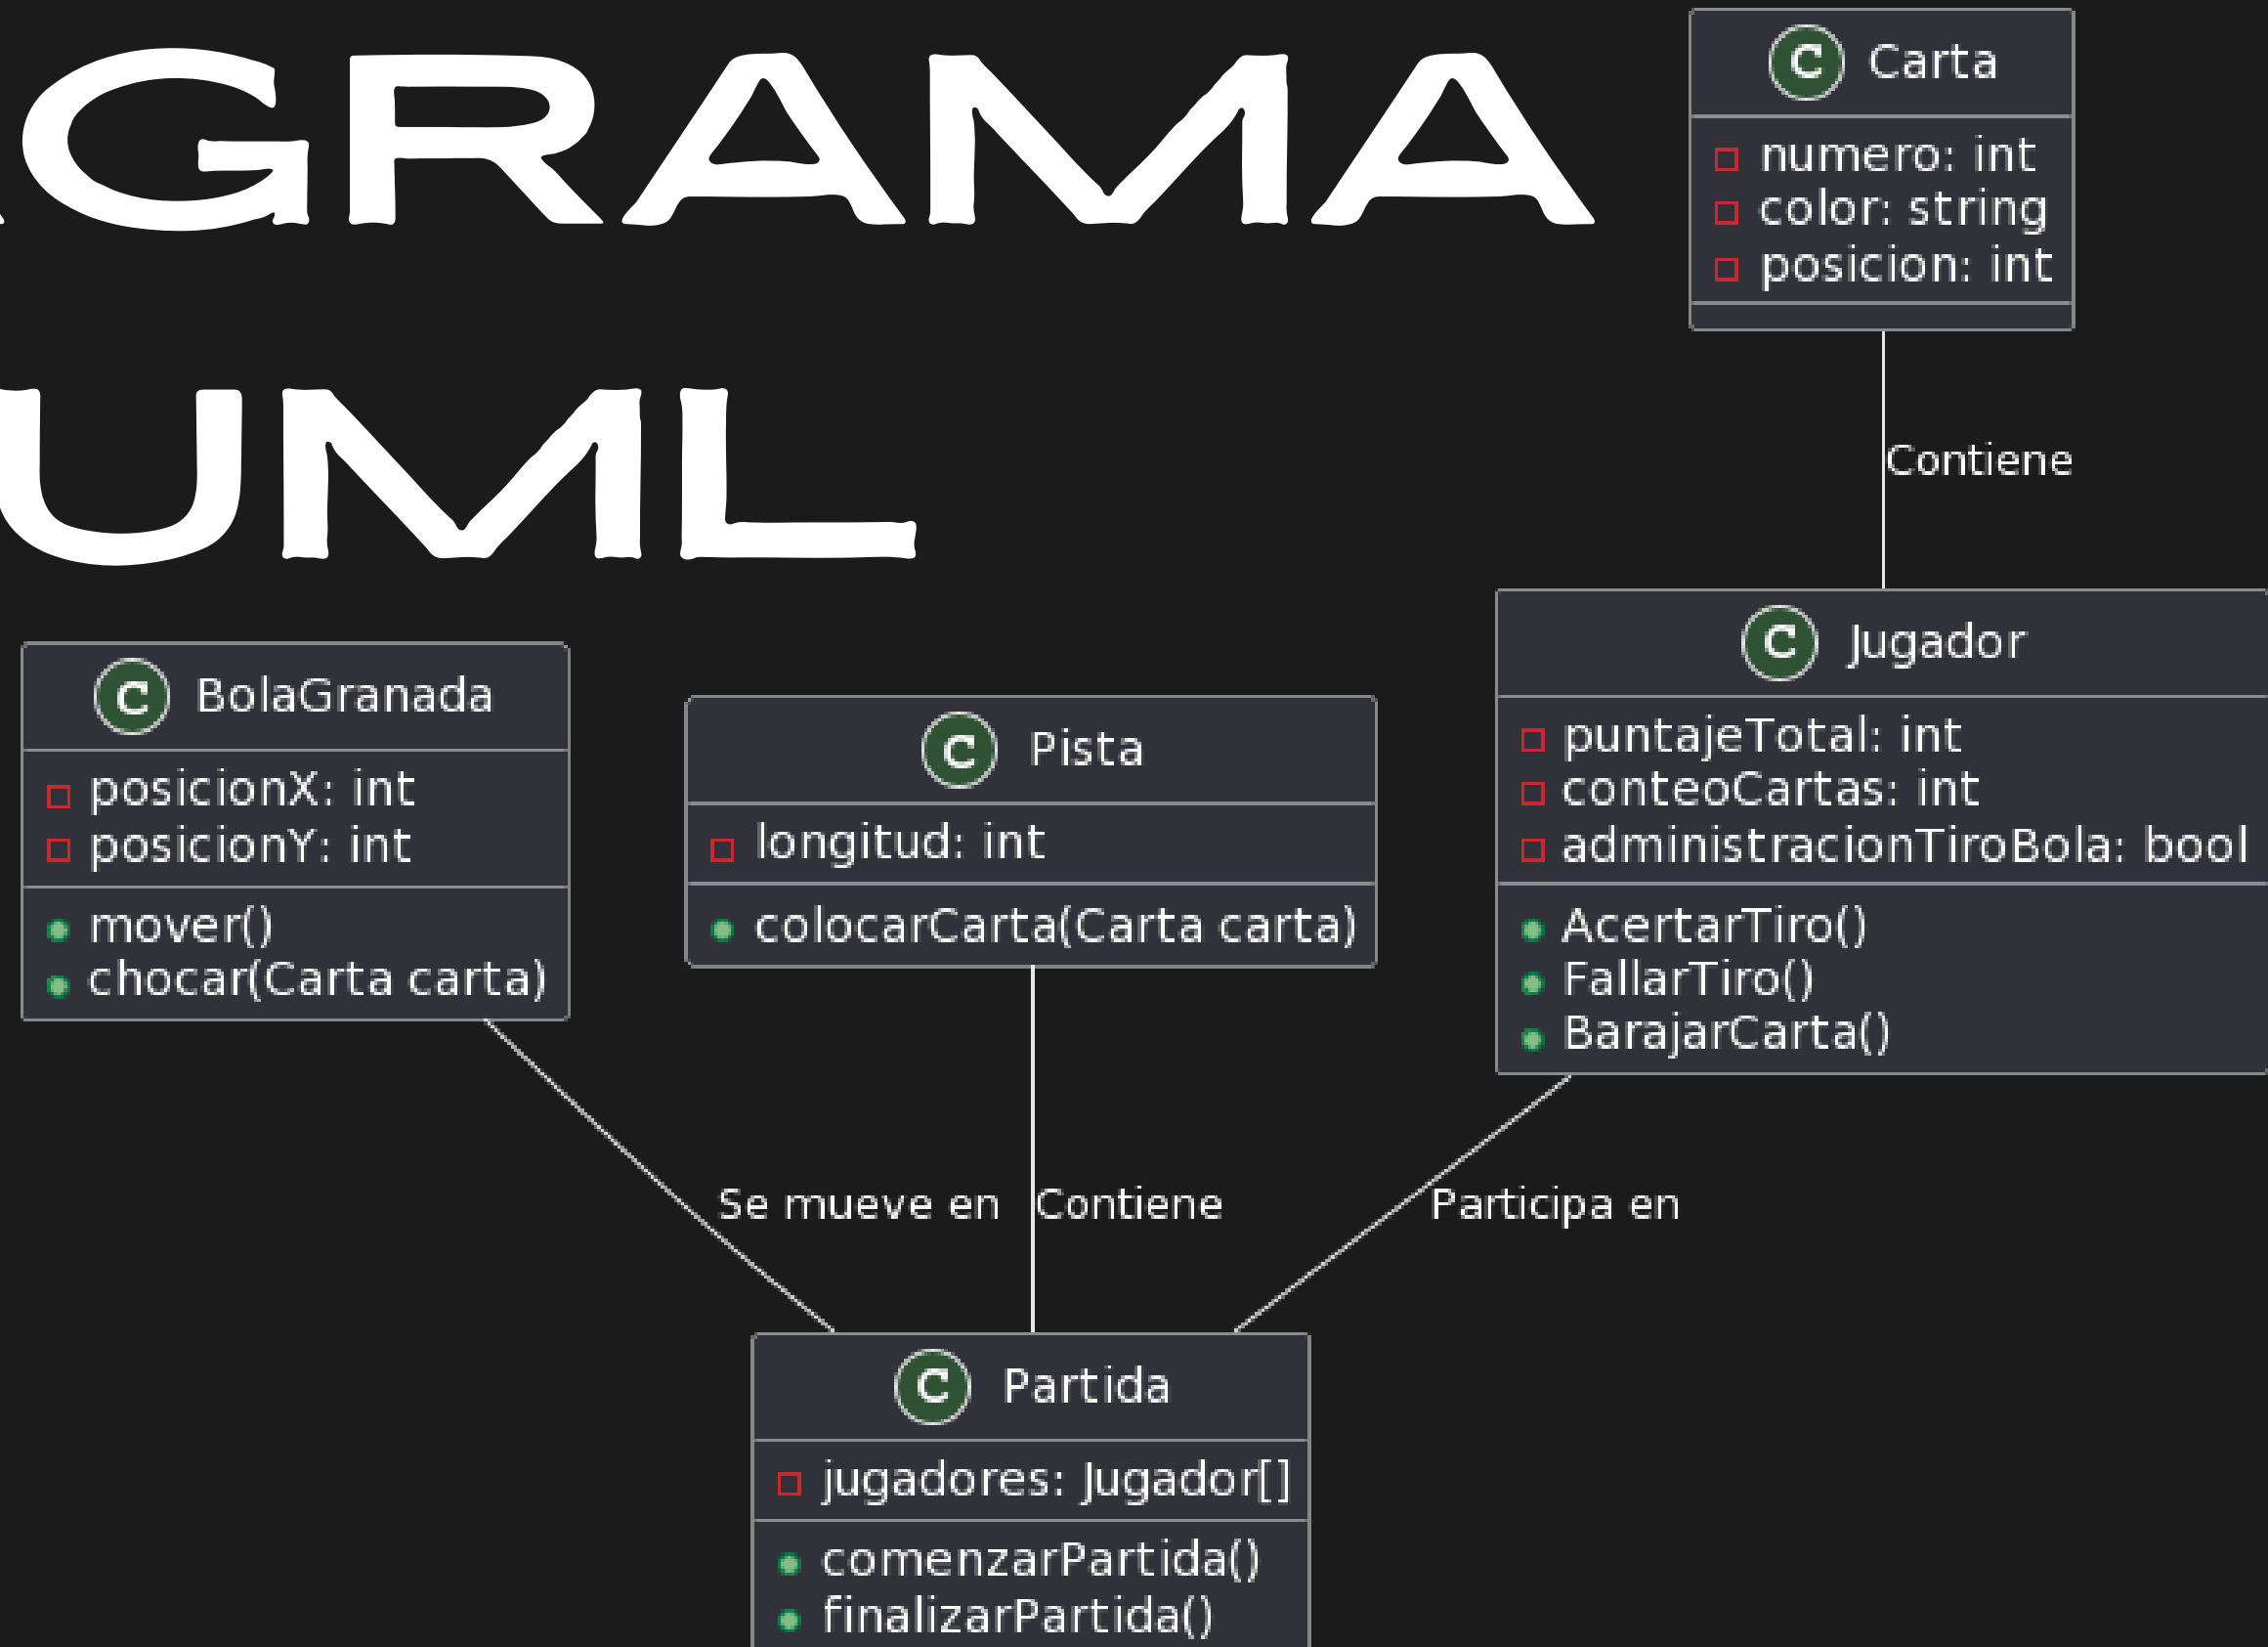 GRAMA
UML
C Carta
numero: int
color: string
posicion: int
Contiene
C Jugador
puntajeTotal: int
conteoCartas: int
administracionTiroBola: bool
AcertarTiro()
FallarTiro()
BarajarCarta()
C BolaGranada
posicionX: int
posicionY: int
mover()
chocar(Carta carta)
C Pista
longitud: int
colocarCarta(Carta carta)
Se mueve en
Contiene
Participa en
C Partida
jugadores: Jugador[]
comenzarPartida()
finalizarPartida()